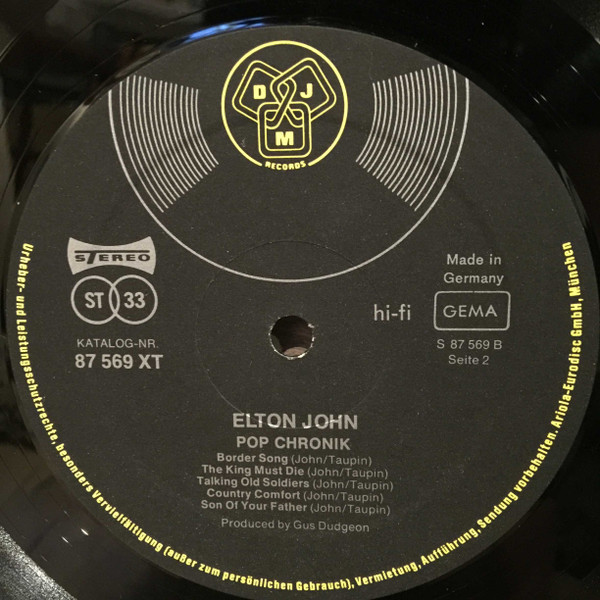 D J
M
RECORDS
STEREO
ST 33
KATALOG-NR.
87 569 XT
Made in
Germany
hi-fi
GEMA
S 87 569 B
Seite 2
ELTON JOHN
POP CHRONIK
Border Song (John/Taupin)
The King Must Die (John/Taupin)
Talking Old Soldiers (John/Taupin)
Country Comfort (John/Taupin)
Son Of Your Father (John/Taupin)
Produced by Gus Dudgeon
Urheber- und Leistungsschutzrechte, besonders Vervielfältigung (außer zum persönlichen Gebrauch), Vermietung, Aufführung, Sendung vorbehalten. Ariola-Eurodisc GmbH, München